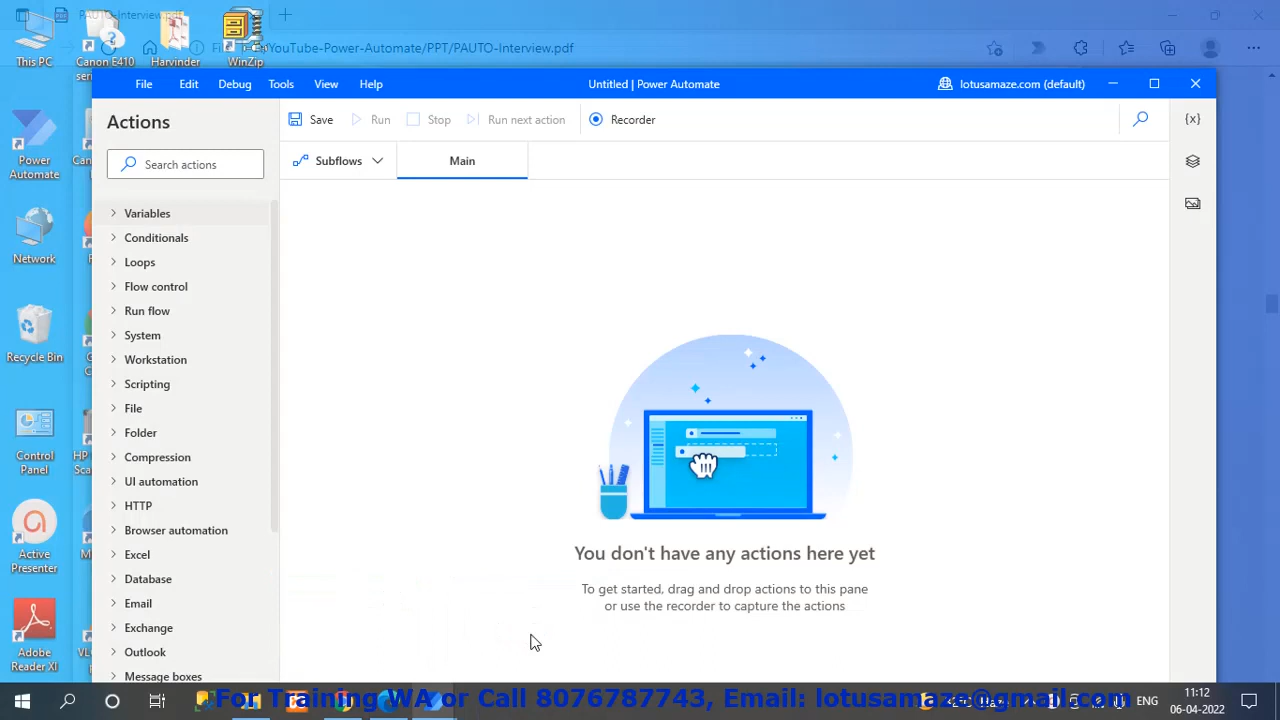 PAUTO-Interview.pdf
YouTube-Power-Automate/PPT/PAUTO-Interview.pdf
This PC
Canon E410
Harvinder
WinZip
File
Edit
Debug
Tools
View
Help
Untitled | Power Automate
lotusamaze.com (default)
Actions
Save
Run
Stop
Run next action
Recorder
{x}
Search actions
Subflows
Main
Variables
Conditionals
Loops
Flow control
Run flow
System
Workstation
Scripting
File
Folder
Compression
UI automation
HTTP
Browser automation
Excel
Database
Email
Exchange
Outlook
Message boxes
Power
Automate
Network
Recycle Bin
Control
Panel
Active
Presenter
Adobe
Reader XI
You don't have any actions here yet
To get started, drag and drop actions to this pane
or use the recorder to capture the actions
For Training WA or Call 8076787743, Email: lotusamaze@gmail.com
ENG
11:12
06-04-2022